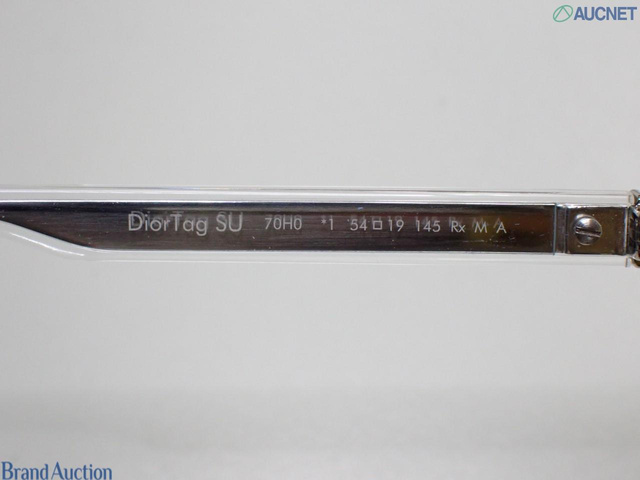 AUCNET
DiorTag SU 70H0 *1 54□19 145 Rx M A
Brand Auction